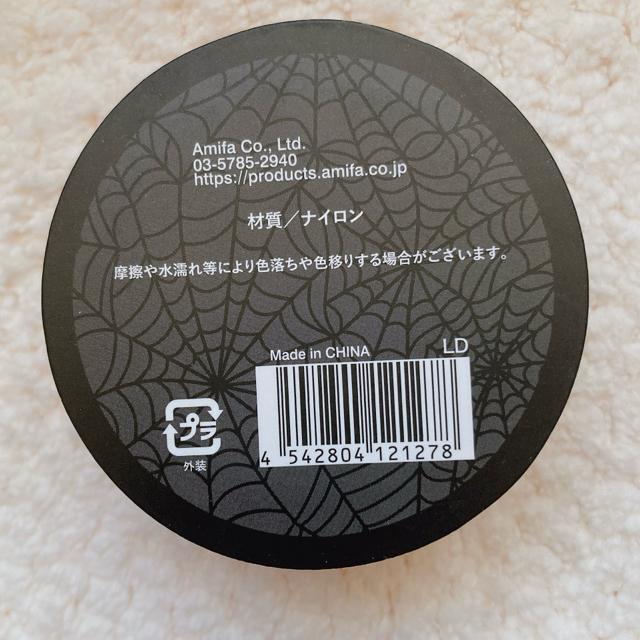 Amifa Co., Ltd.
03-5785-2940
https://products.amifa.co.jp
材質／ナイロン
摩擦や水濡れ等により色落ちや色移りする場合がございます。
Made in CHINA
LD
プラ
外装
4 542804 121278